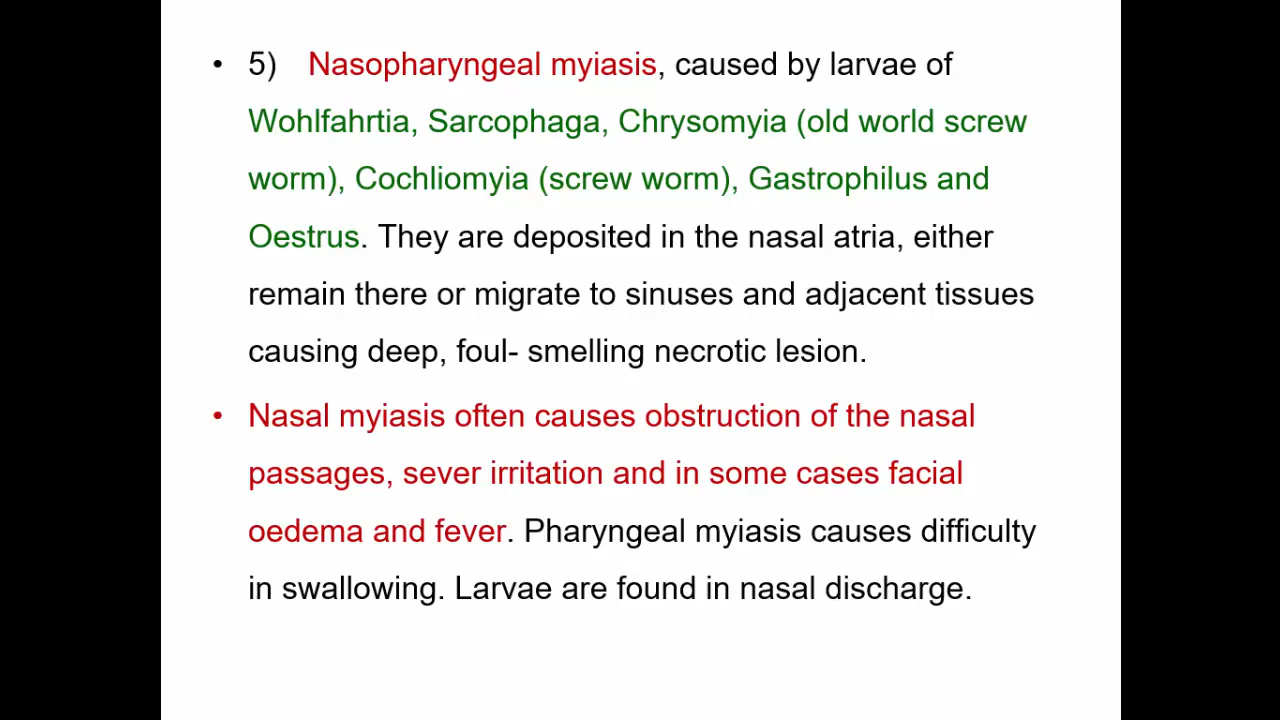 • 5) Nasopharyngeal myiasis, caused by larvae of
Wohlfahrtia, Sarcophaga, Chrysomyia (old world screw
worm), Cochliomyia (screw worm), Gastrophilus and
Oestrus. They are deposited in the nasal atria, either
remain there or migrate to sinuses and adjacent tissues
causing deep, foul- smelling necrotic lesion.
• Nasal myiasis often causes obstruction of the nasal
passages, sever irritation and in some cases facial
oedema and fever. Pharyngeal myiasis causes difficulty
in swallowing. Larvae are found in nasal discharge.